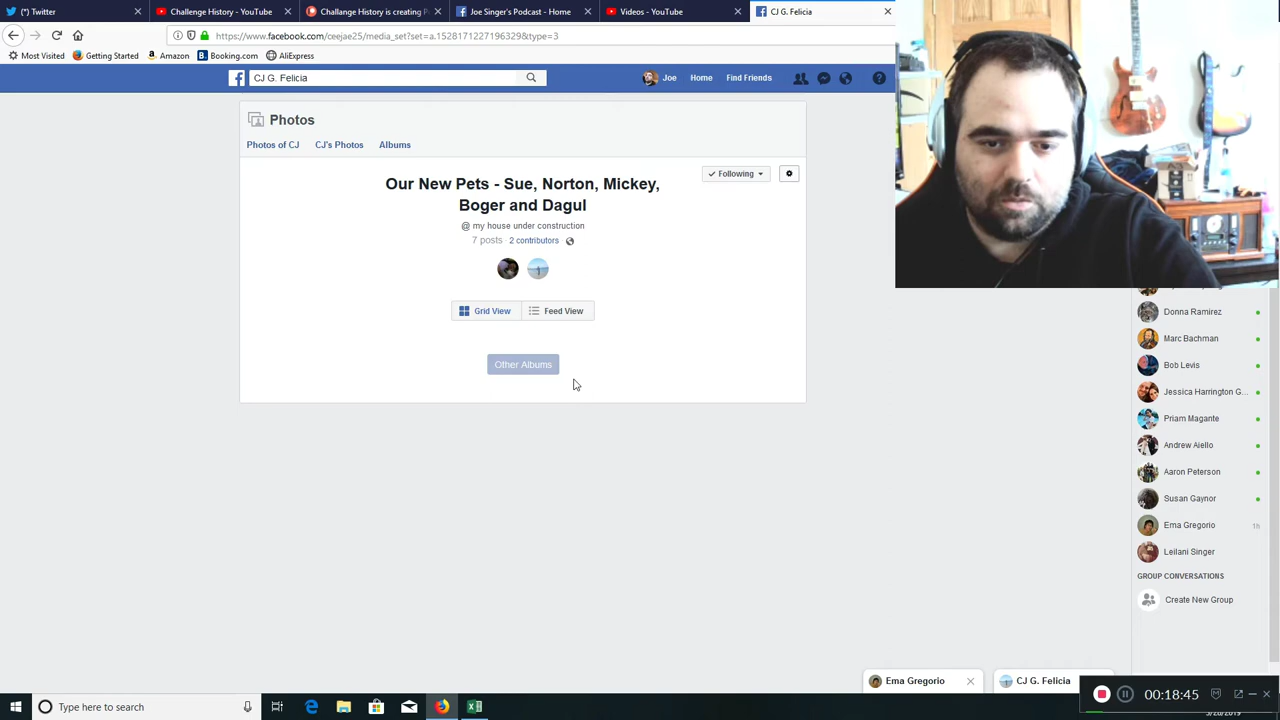 (*) Twitter
Challenge History - YouTube
Challange History is creating P
Joe Singer's Podcast - Home
Videos - YouTube
CJ G. Felicia
https://www.facebook.com/ceejae25/media_set?set=a.1528171227196329&type=3
Most Visited
Getting Started
Amazon
Booking.com
AliExpress
CJ G. Felicia
Joe
Home
Find Friends
Photos
Photos of CJ
CJ's Photos
Albums
Following
Our New Pets - Sue, Norton, Mickey,
Boger and Dagul
@ my house under construction
7 posts · 2 contributors
Grid View
Feed View
Other Albums
Donna Ramirez
Marc Bachman
Bob Levis
Jessica Harrington G...
Priam Magante
Andrew Aiello
Aaron Peterson
Susan Gaynor
Ema Gregorio
1h
Leilani Singer
GROUP CONVERSATIONS
Create New Group
Ema Gregorio
CJ G. Felicia
Type here to search
00:18:45